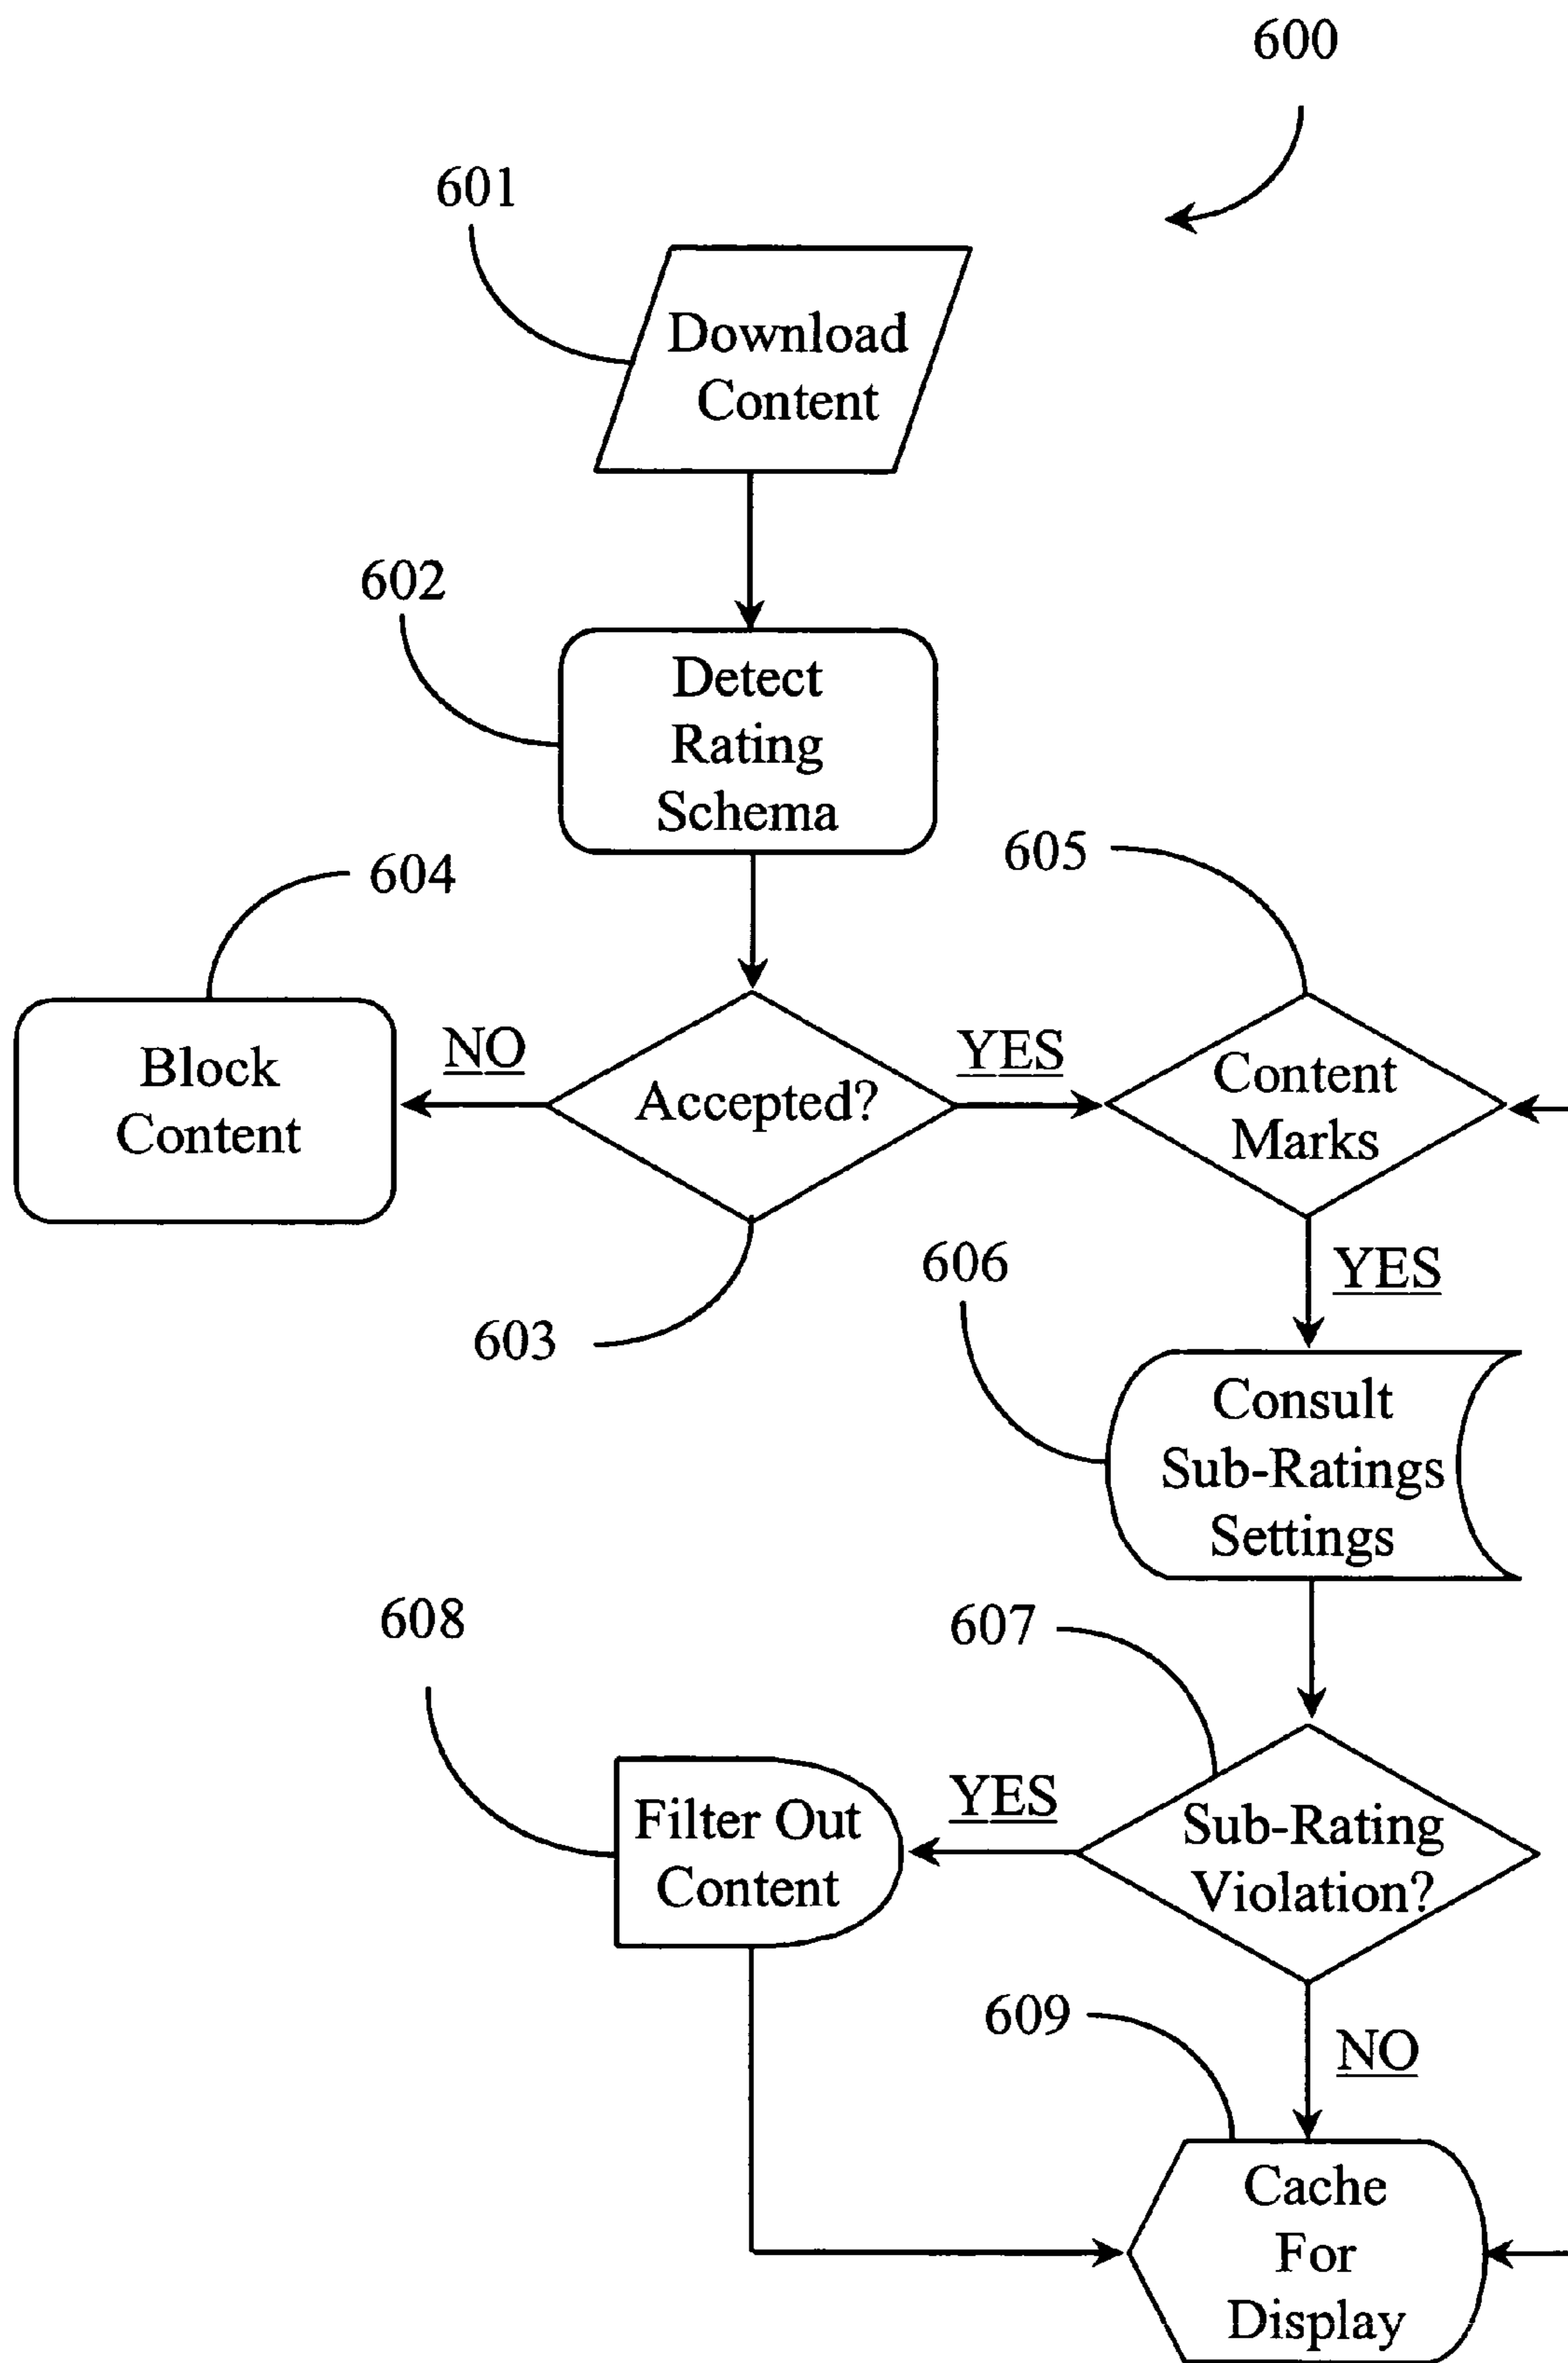 600
601
Download
Content
602
Detect
Rating
Schema
604
605
Block
Content
NO
Accepted?
YES
Content
Marks
603
606
YES
Consult
Sub-Ratings
Settings
608
607
Filter Out
Content
YES
Sub-Rating
Violation?
609
NO
Cache
For
Display